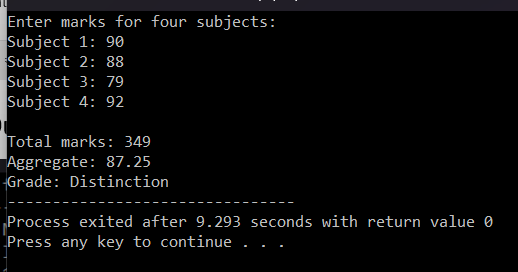 Enter marks for four subjects:
Subject 1: 90
Subject 2: 88
Subject 3: 79
Subject 4: 92
Total marks: 349
Aggregate: 87.25
Grade: Distinction
--------------------------------
Process exited after 9.293 seconds with return value 0
Press any key to continue . . .